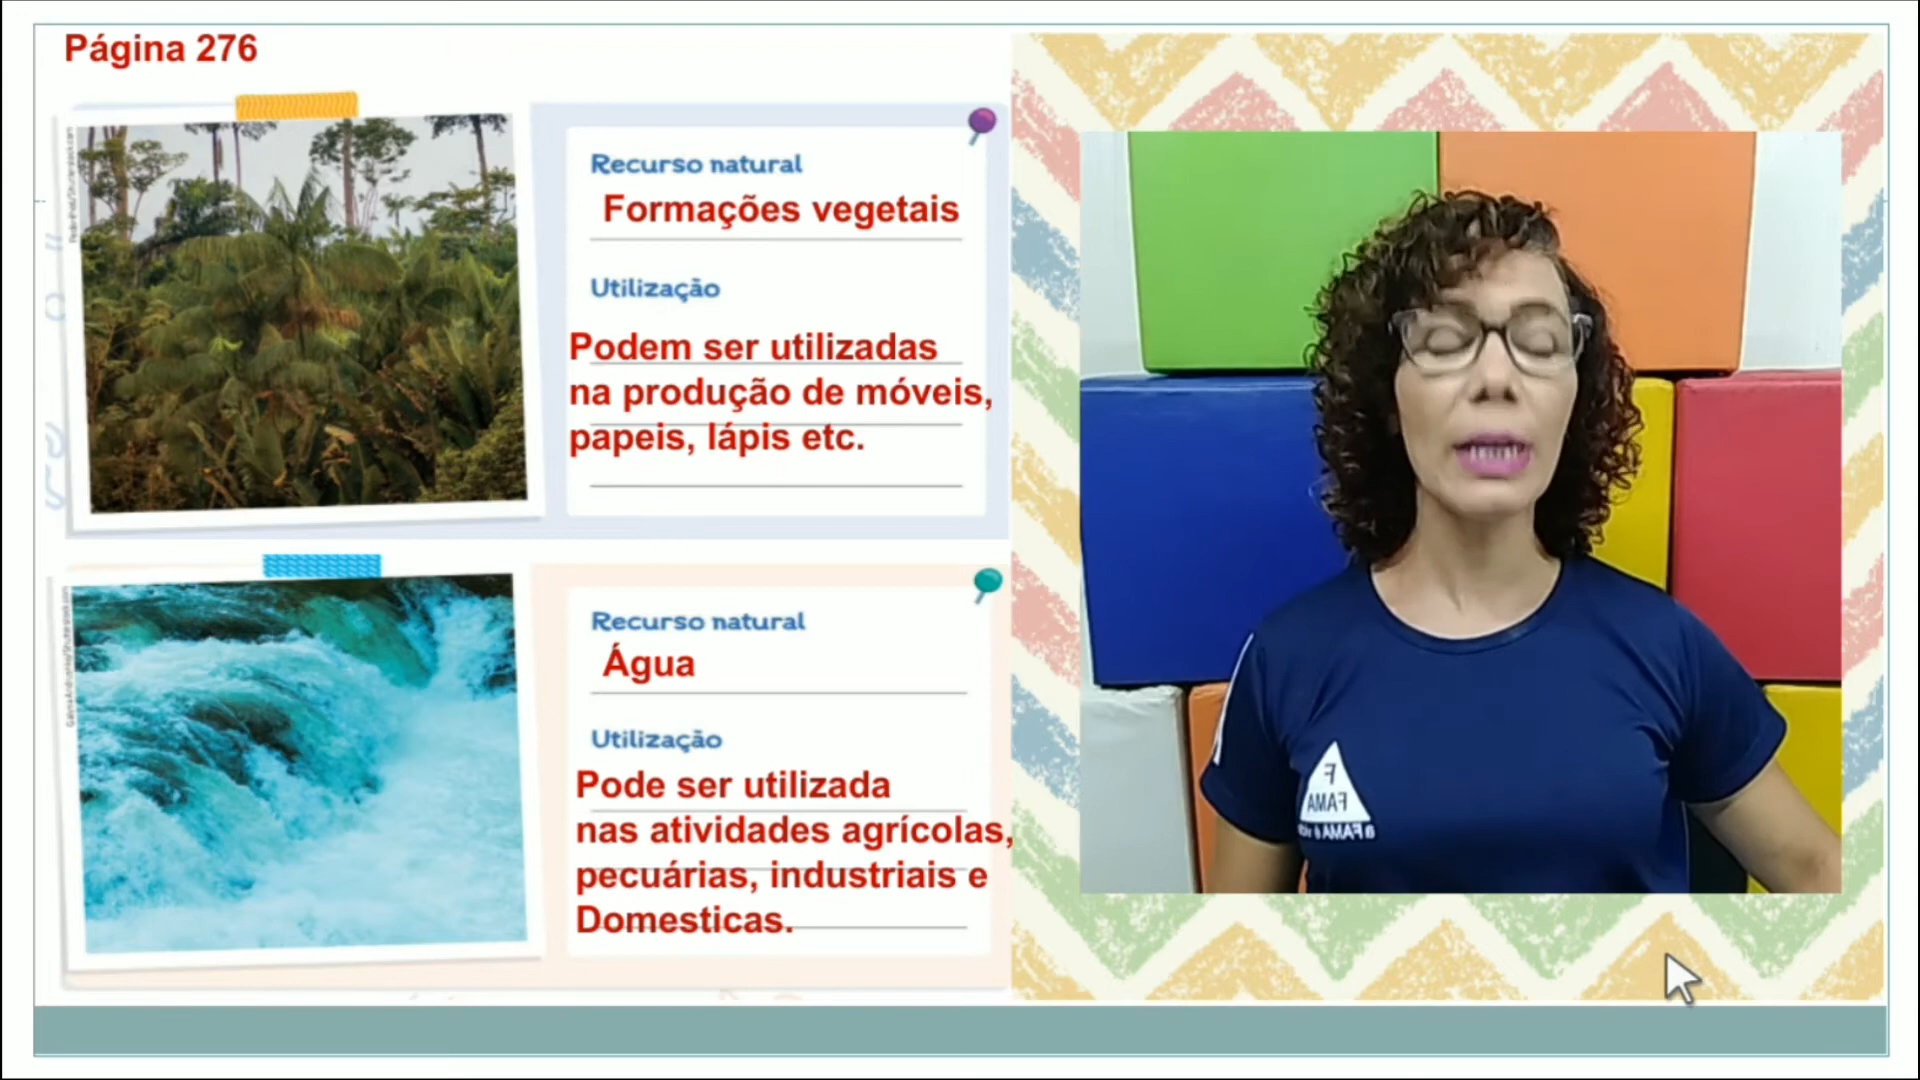 Página 276
Recurso natural
Formações vegetais
Utilização
Podem ser utilizadas
na produção de móveis,
papeis, lápis etc.
Recurso natural
Água
Utilização
Pode ser utilizada
nas atividades agrícolas,
pecuárias, industriais e
Domesticas.
F
FAMA